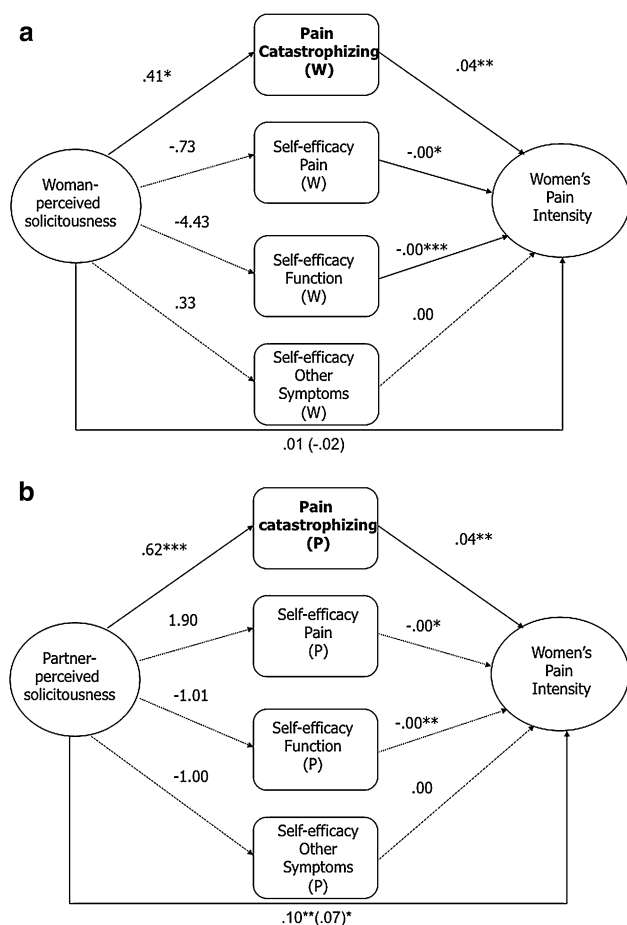 a
Pain
Catastrophizing
(W)
.41*
.04**
Self-efficacy
Pain
(W)
-.73
-.00*
Woman-
perceived
solicitousness
Women's
Pain
Intensity
-4.43
Self-efficacy
Function
(W)
-.00***
.33
.00
Self-efficacy
Other
Symptoms
(W)
.01 (-.02)
b
Pain
catastrophizing
(P)
.62***
.04**
Self-efficacy
Pain
(P)
1.90
-.00*
Partner-
perceived
solicitousness
Women's
Pain
Intensity
-1.01
Self-efficacy
Function
(P)
-.00**
-1.00
.00
Self-efficacy
Other
Symptoms
(P)
.10**(.07)*